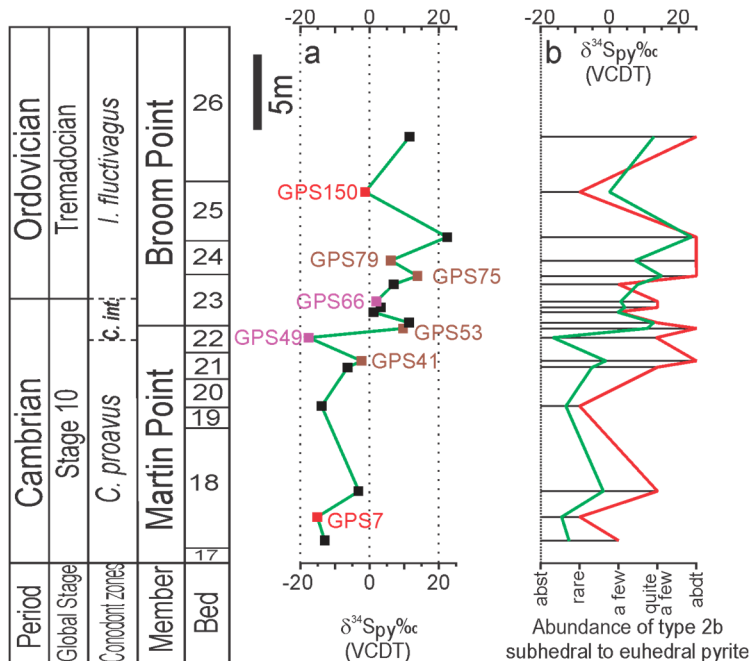 -20 0 20
δ³⁴Spy‰
(VCDT)
a
-20 0 20
δ³⁴Spy‰
(VCDT)
b
5m
Ordovician
Cambrian
Period
Tremadocian
Stage 10
Global Stage
I. fluctivagus
C. int.
C. proavus
Conodont zones
Broom Point
Martin Point
Member
26
25
24
23
22
21
20
19
18
17
Bed
GPS150
GPS79
GPS75
GPS66
GPS53
GPS49
GPS41
GPS7
-20 0 20
δ³⁴Spy‰
(VCDT)
abst
rare
a few
quite
a few
abdt
Abundance of type 2b
subhedral to euhedral pyrite